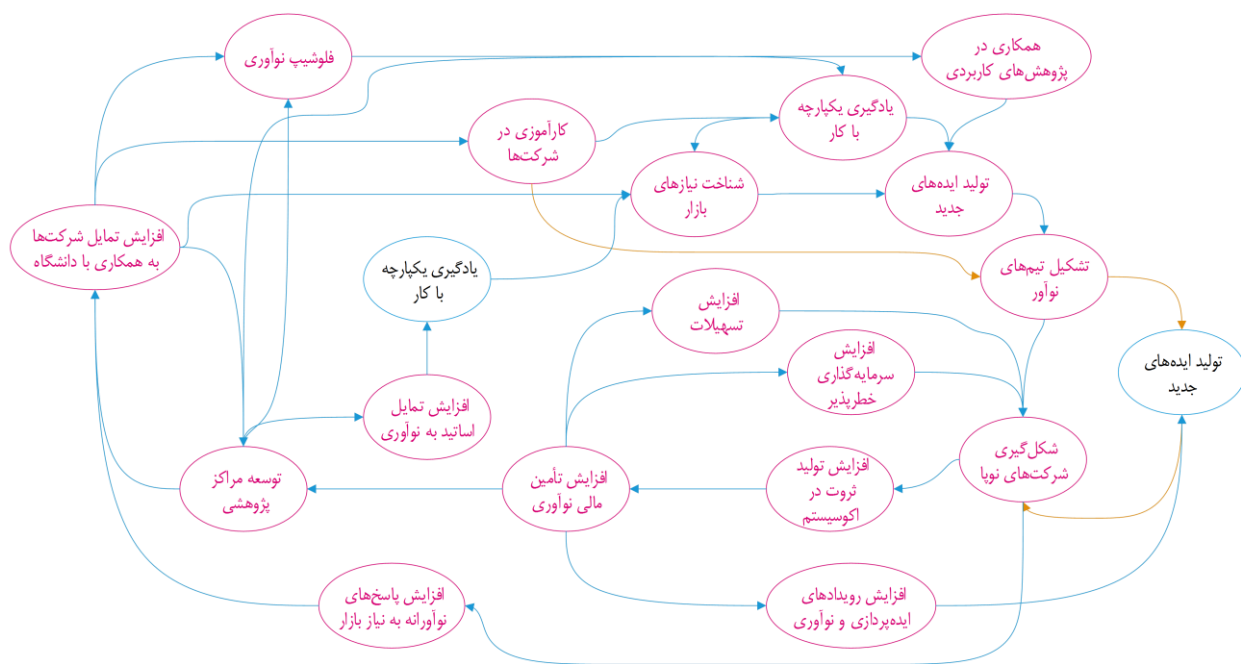 فلوشیپ نوآوری
همکاری در
پژوهش‌های کاربردی
یادگیری یکپارچه
با کار
کارآموزی در
شرکت‌ها
شناخت نیازهای
بازار
تولید ایده‌های
جدید
افزایش تمایل شرکت‌ها
به همکاری با دانشگاه
یادگیری یکپارچه
با کار
تشکیل تیم‌های
نوآور
افزایش
تسهیلات
افزایش
سرمایه‌گذاری
خطرپذیر
تولید ایده‌های
جدید
افزایش تمایل
اساتید به نوآوری
شکل‌گیری
شرکت‌های نوپا
افزایش تولید
ثروت در
اکوسیستم
افزایش تأمین
مالی نوآوری
توسعه مراکز
پژوهشی
افزایش رویدادهای
ایده‌پردازی و نوآوری
افزایش پاسخ‌های
نوآورانه به نیاز بازار